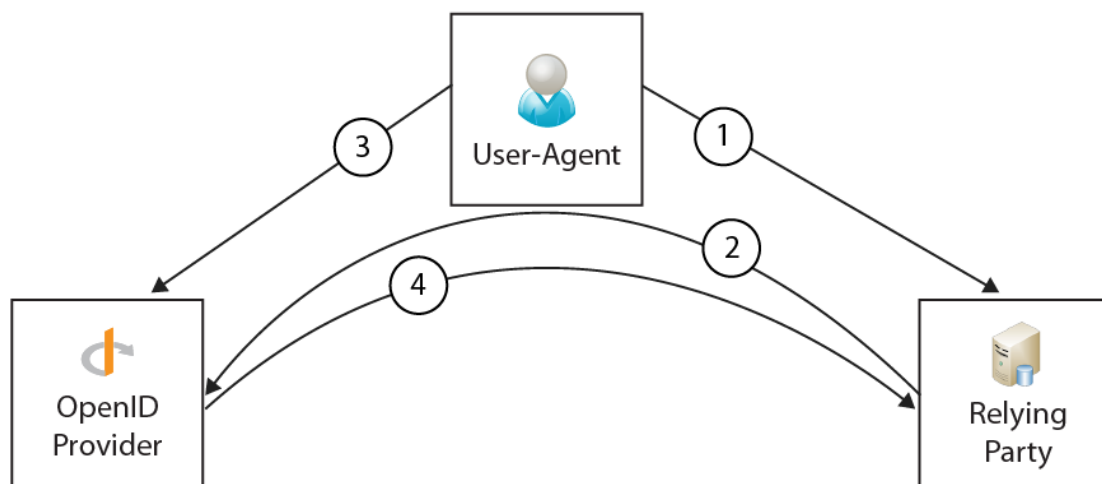 User-Agent
3
1
2
4
OpenID
Provider
Relying
Party